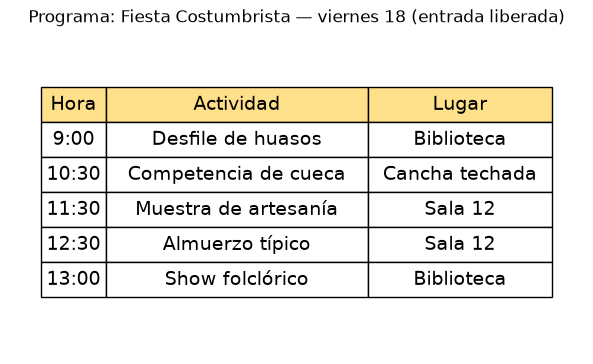 Programa: Fiesta Costumbrista — viernes 18 (entrada liberada)
Hora Actividad Lugar
9:00 Desfile de huasos Biblioteca
10:30 Competencia de cueca Cancha techada
11:30 Muestra de artesanía Sala 12
12:30 Almuerzo típico Sala 12
13:00 Show folclórico Biblioteca